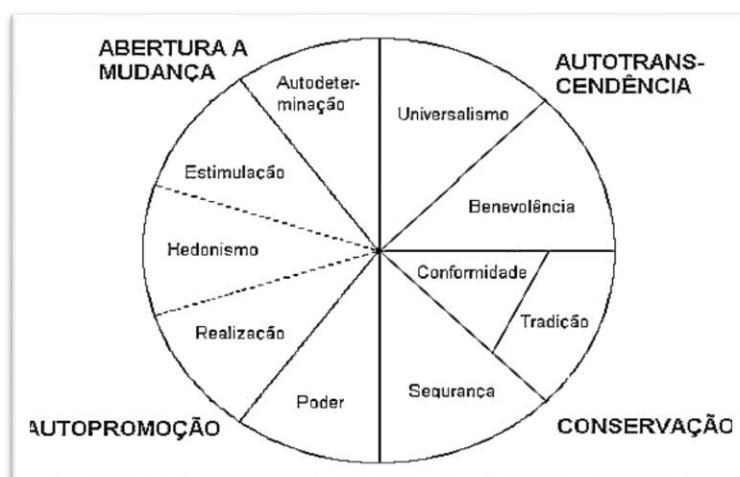 ABERTURA A
MUDANÇA
AUTOTRANS-
CENDÊNCIA
Autodeter-
minação
Universalismo
Estimulação
Benevolência
Hedonismo
Conformidade
Realização
Tradição
Poder
Segurança
AUTOPROMOÇÃO
CONSERVAÇÃO